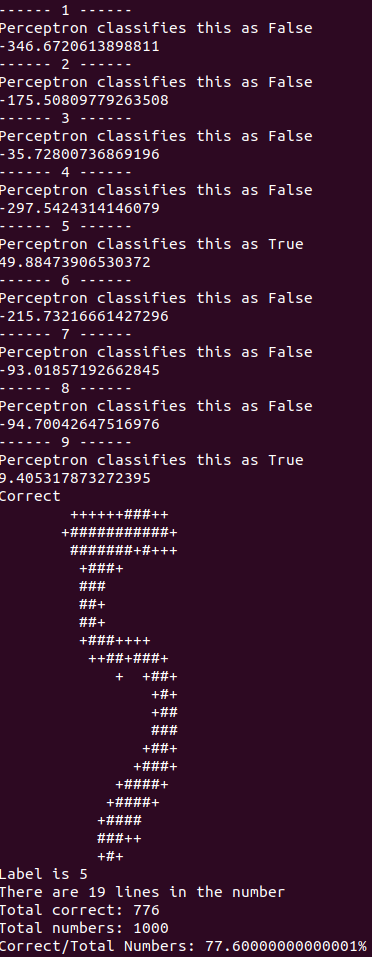 ------ 1 ------
Perceptron classifies this as False
-346.6720613898811
------ 2 ------
Perceptron classifies this as False
-175.50809779263508
------ 3 ------
Perceptron classifies this as False
-35.72800736869196
------ 4 ------
Perceptron classifies this as False
-297.5424314146079
------ 5 ------
Perceptron classifies this as True
49.88473906530372
------ 6 ------
Perceptron classifies this as False
-215.73216661427296
------ 7 ------
Perceptron classifies this as False
-93.01857192662845
------ 8 ------
Perceptron classifies this as False
-94.70042647516976
------ 9 ------
Perceptron classifies this as True
9.405317873272395
Correct
        ++++++###++
       +###########+
        #######+#+++
         +###+
         ###
         ##+
         ##+
         +###++++
          ++##+###+
             +  +##+
                 +#+
                 +##
                 ###
                +##+
               +###+
             +####+
            +####+
           +####
           ###++
           +#+
Label is 5
There are 19 lines in the number
Total correct: 776
Total numbers: 1000
Correct/Total Numbers: 77.60000000000001%